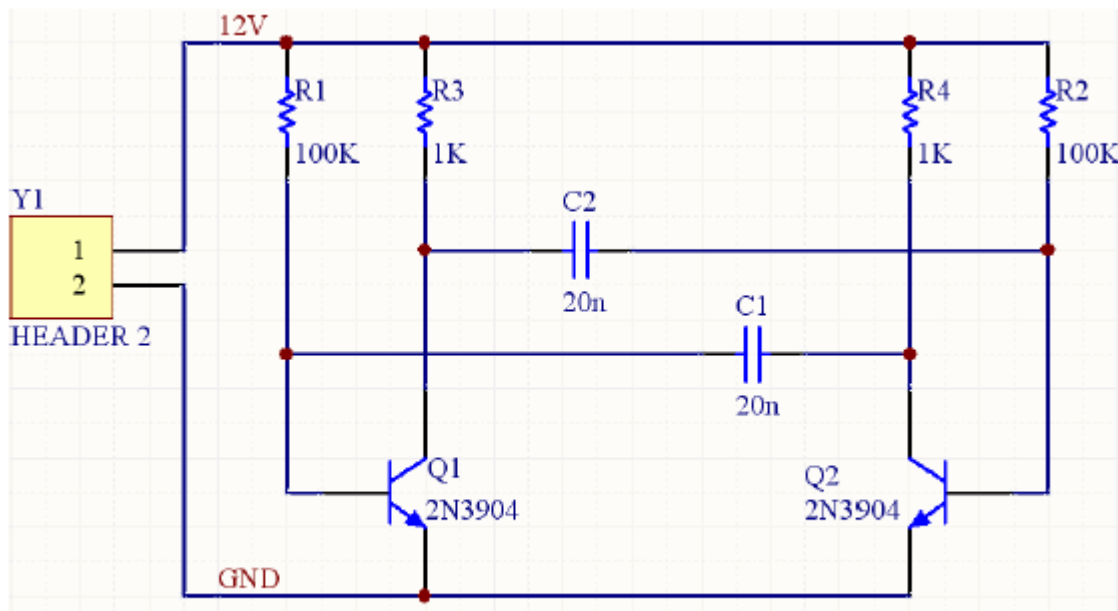 12V
R1
R3
R4
R2
100K
1K
1K
100K
Y1
C2
1
2
20n
C1
HEADER 2
20n
Q1
Q2
2N3904
2N3904
GND